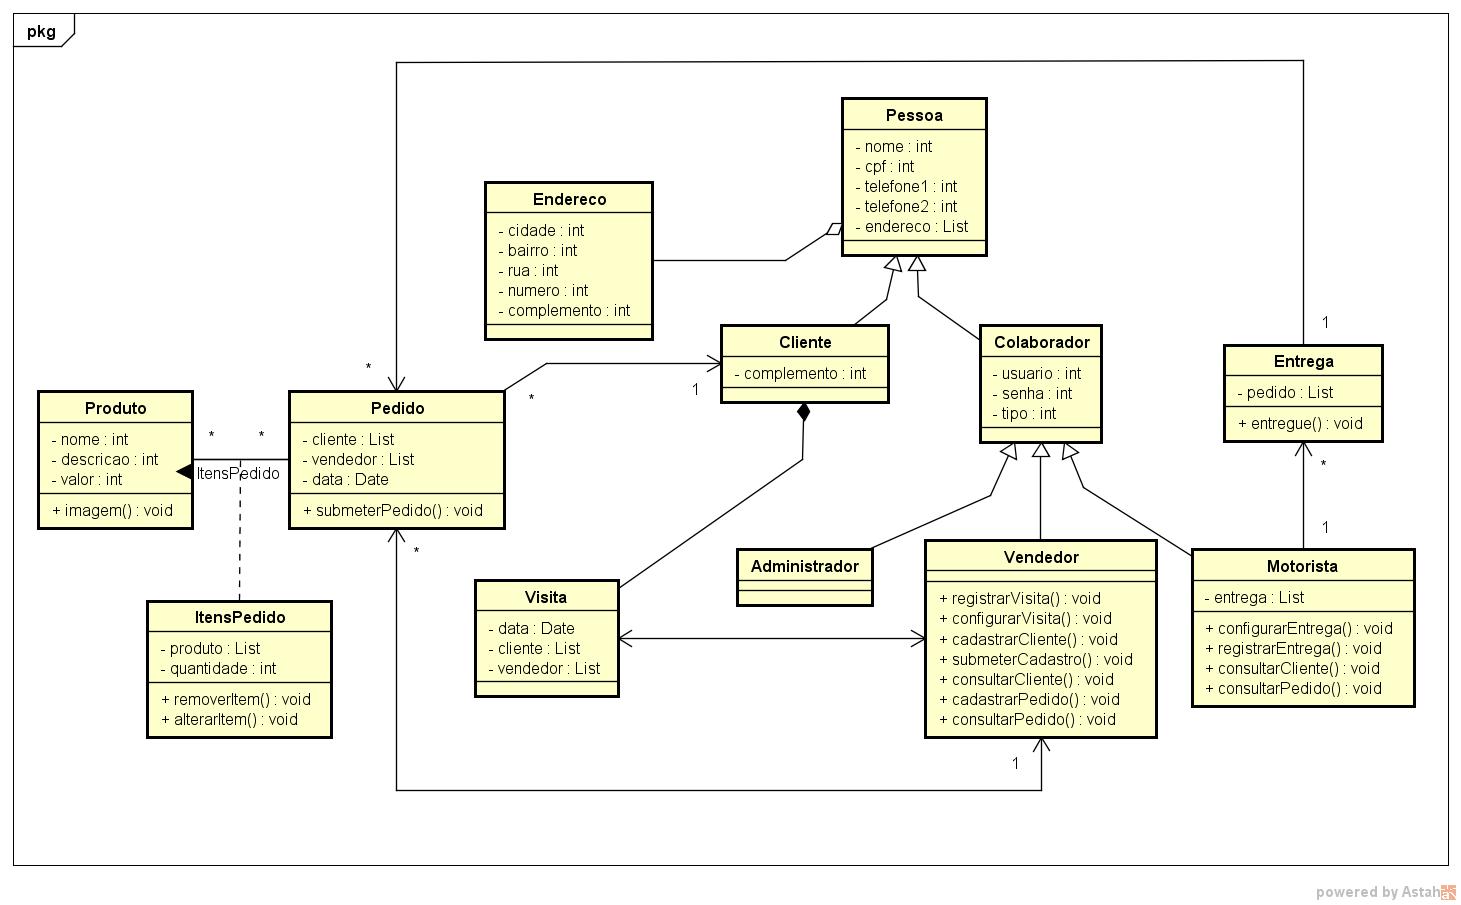 pkg
Pessoa
- nome : int
- cpf : int
- telefone1 : int
- telefone2 : int
- endereco : List
Endereco
- cidade : int
- bairro : int
- rua : int
- numero : int
- complemento : int
Cliente
- complemento : int
Colaborador
- usuario : int
- senha : int
- tipo : int
1
Entrega
- pedido : List
+ entregue() : void
*
*
1
Produto
- nome : int
- descricao : int
- valor : int
+ imagem() : void
*
*
ItensPedido
Pedido
- cliente : List
- vendedor : List
- data : Date
+ submeterPedido() : void
*
*
1
ItensPedido
- produto : List
- quantidade : int
+ removerItem() : void
+ alterarItem() : void
Visita
- data : Date
- cliente : List
- vendedor : List
Administrador
Vendedor
+ registrarVisita() : void
+ configurarVisita() : void
+ cadastrarCliente() : void
+ submeterCadastro() : void
+ consultarCliente() : void
+ cadastrarPedido() : void
+ consultarPedido() : void
1
Motorista
- entrega : List
+ configurarEntrega() : void
+ registrarEntrega() : void
+ consultarCliente() : void
+ consultarPedido() : void
powered by Astah